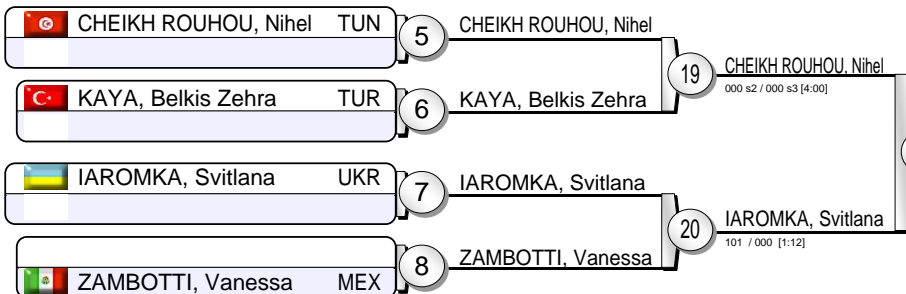 CHEIKH ROUHOU, Nihel TUN
5
CHEIKH ROUHOU, Nihel
KAYA, Belkis Zehra TUR
6
KAYA, Belkis Zehra
19
CHEIKH ROUHOU, Nihel
000 s2 / 000 s3 [4:00]
IAROMKA, Svitlana UKR
7
IAROMKA, Svitlana
ZAMBOTTI, Vanessa MEX
8
ZAMBOTTI, Vanessa
20
IAROMKA, Svitlana
101 / 000 [1:12]